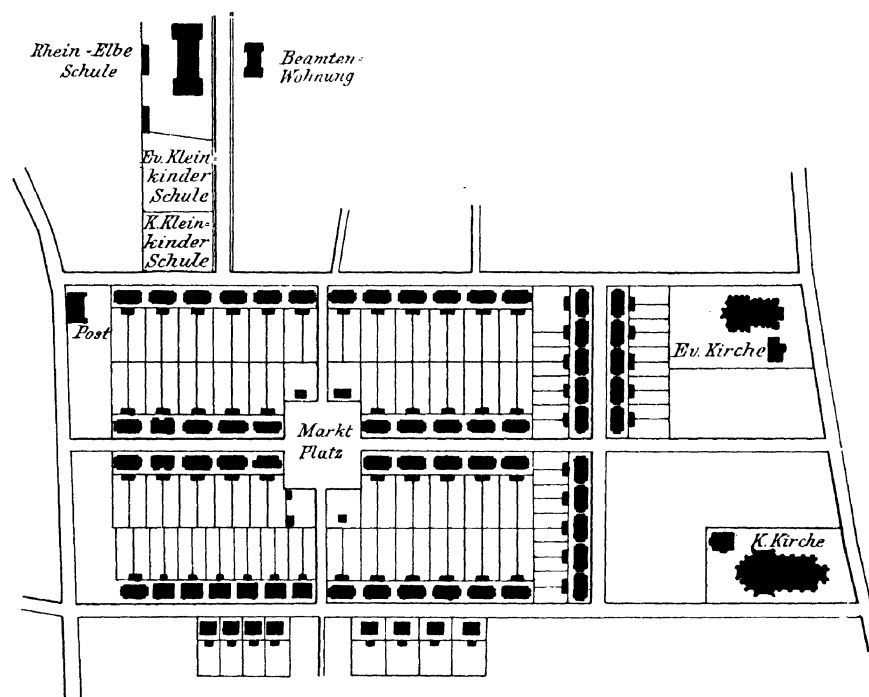 Rhein-Elbe
Schule
Beamten=
Wohnung
Ev. Klein=
kinder
Schule
K. Klein=
kinder
Schule
Post
Ev. Kirche
Markt
Platz
K. Kirche